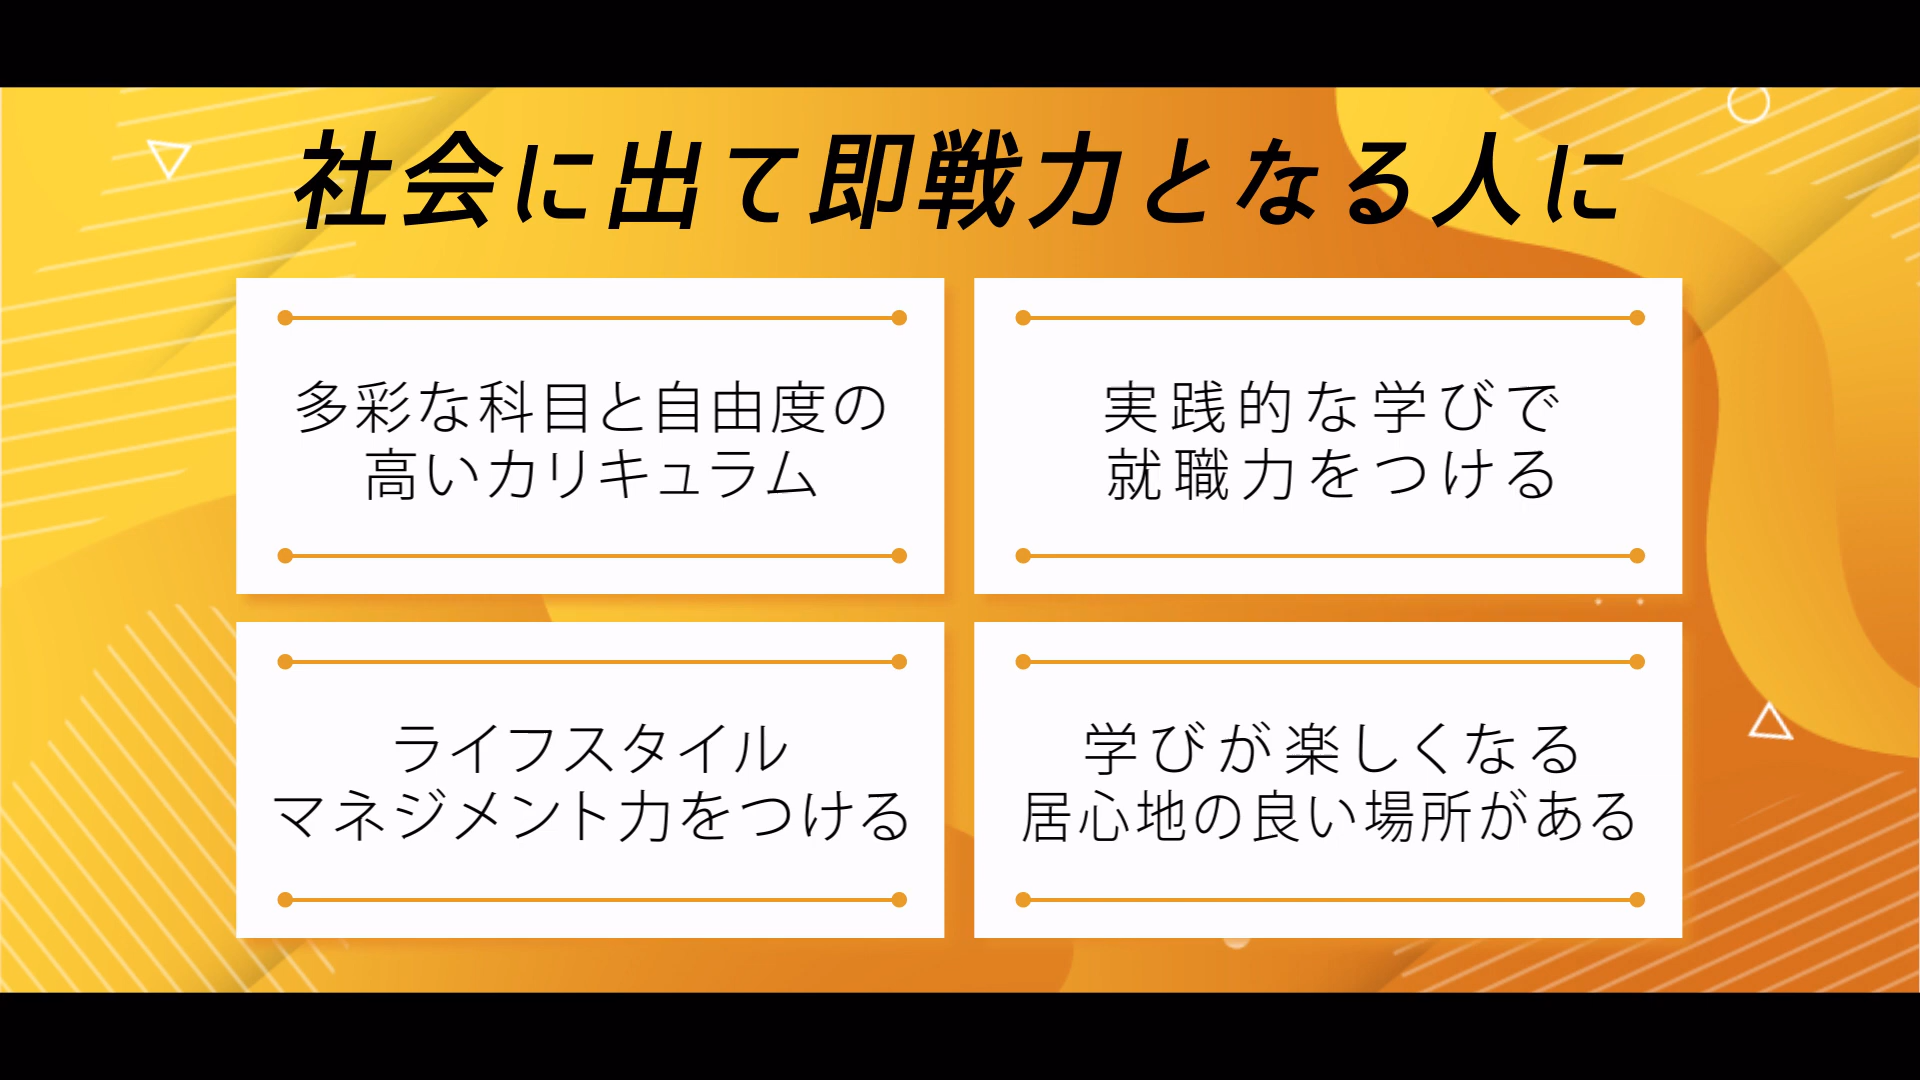 社会に出て即戦力となる人に
多彩な科目と自由度の
高いカリキュラム
実践的な学びで
就職力をつける
ライフスタイル
マネジメント力をつける
学びが楽しくなる
居心地の良い場所がある